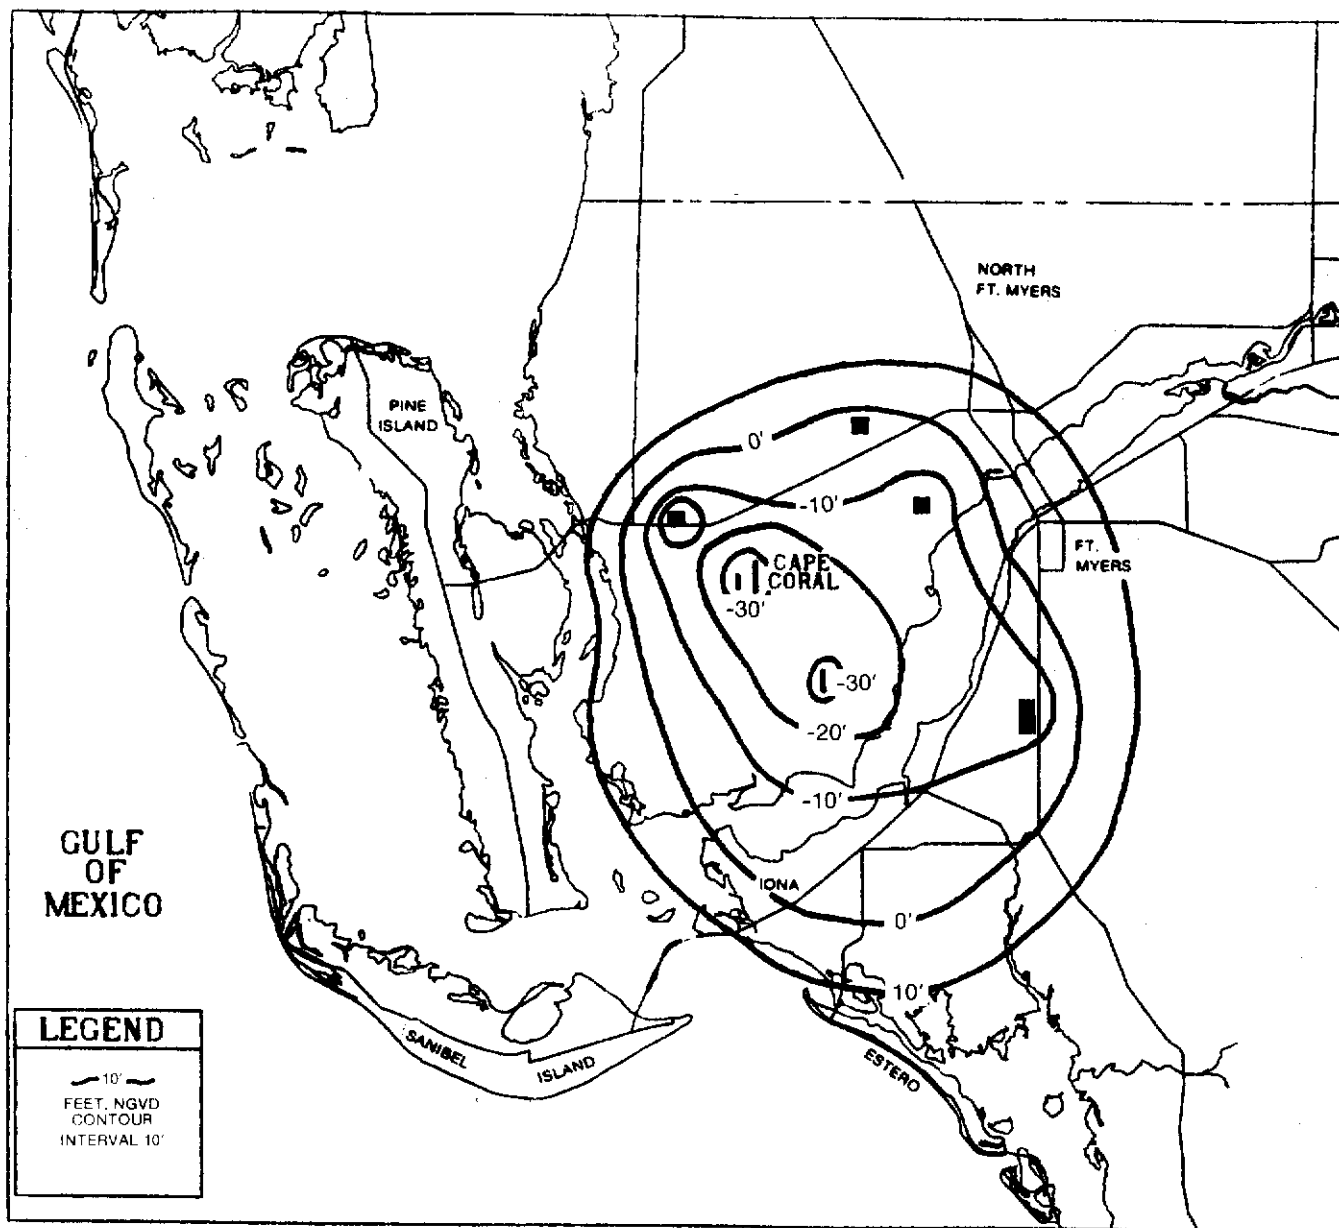 NORTH
FT. MYERS
PINE
ISLAND
0'
-10'
FT.
MYERS
CAPE
CORAL
-30'
-30'
-20'
-10'
IONA
0'
10'
GULF
OF
MEXICO
LEGEND
10'
FEET, NGVD
CONTOUR
INTERVAL 10'
SANIBEL
ISLAND
ESTERO